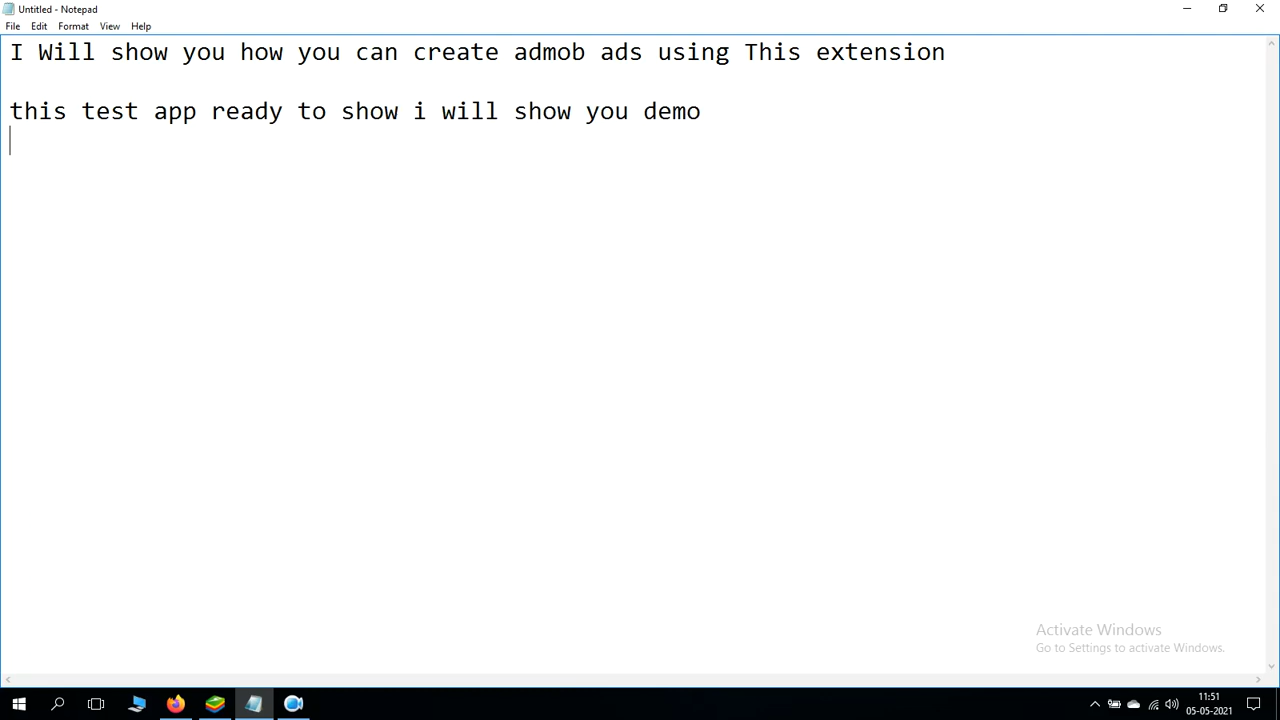 Untitled - Notepad
File Edit Format View Help
I Will show you how you can create admob ads using This extension
this test app ready to show i will show you demo
Activate Windows
Go to Settings to activate Windows.
11:51
05-05-2021